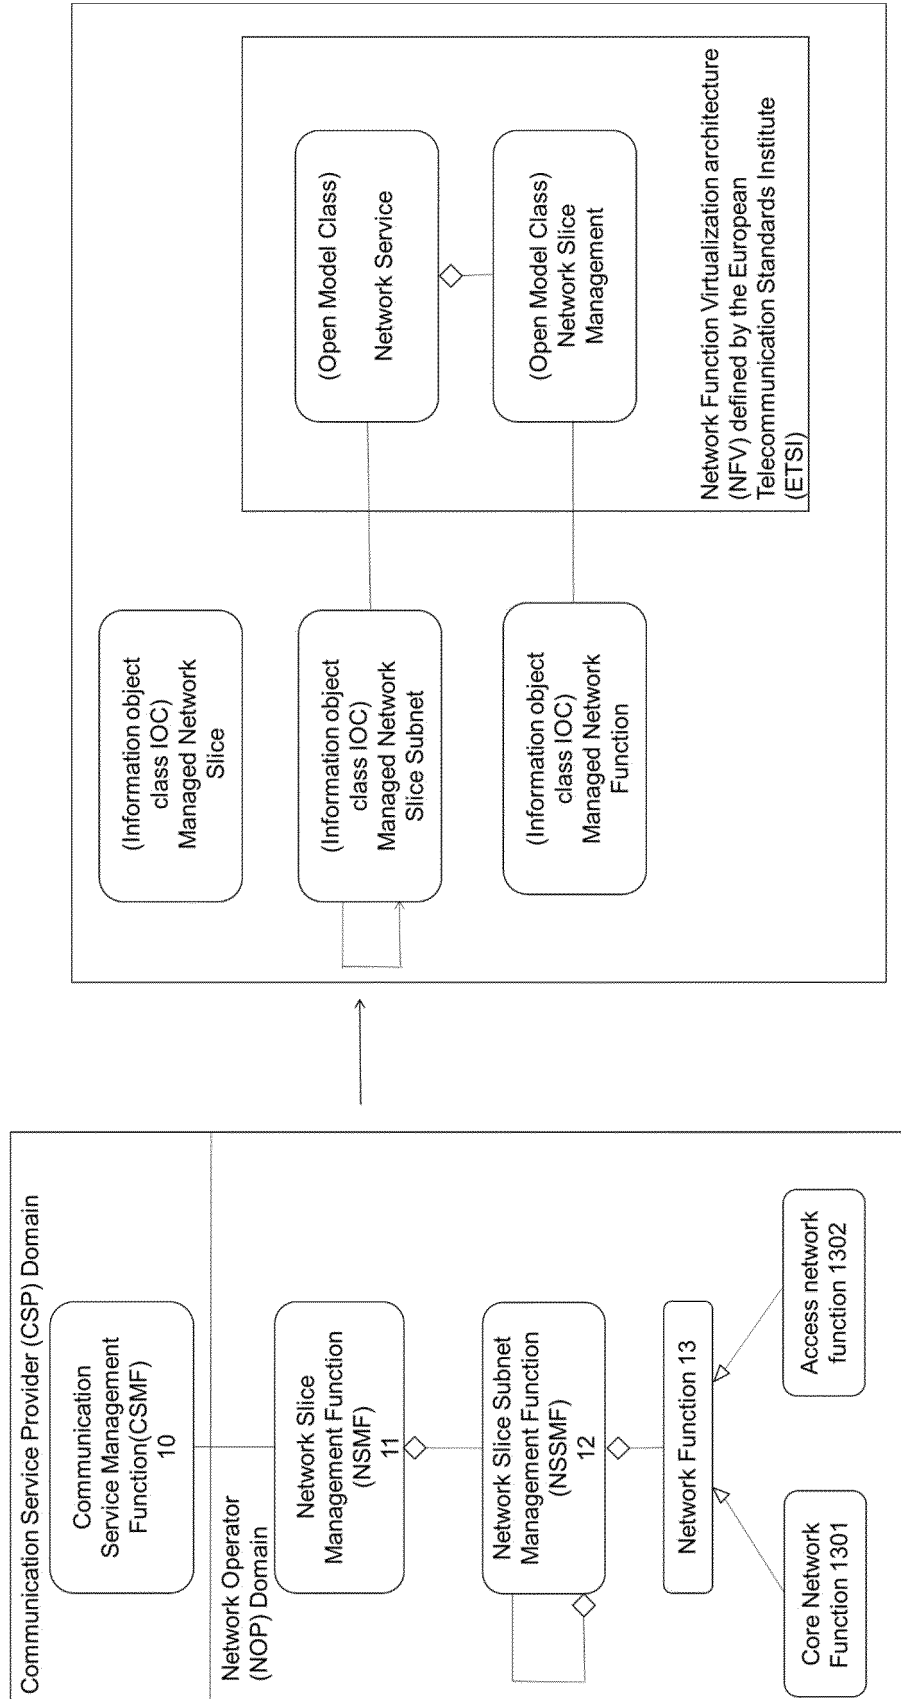 Communication Service Provider (CSP) Domain
Communication
Service Management
Function(CSMF)
10
Network Operator
(NOP) Domain
Network Slice
Management Function
(NSMF)
11
Network Slice Subnet
Management Function
(NSSMF)
12
Network Function 13
Core Network
Function 1301
Access network
function 1302
(Information object
class IOC)
Managed Network
Slice
(Information object
class IOC)
Managed Network
Slice Subnet
(Information object
class IOC)
Managed Network
Function
(Open Model Class)
Network Service
(Open Model Class)
Network Slice
Management
Network Function Virtualization architecture
(NFV) defined by the European
Telecommunication Standards Institute
(ETSI)